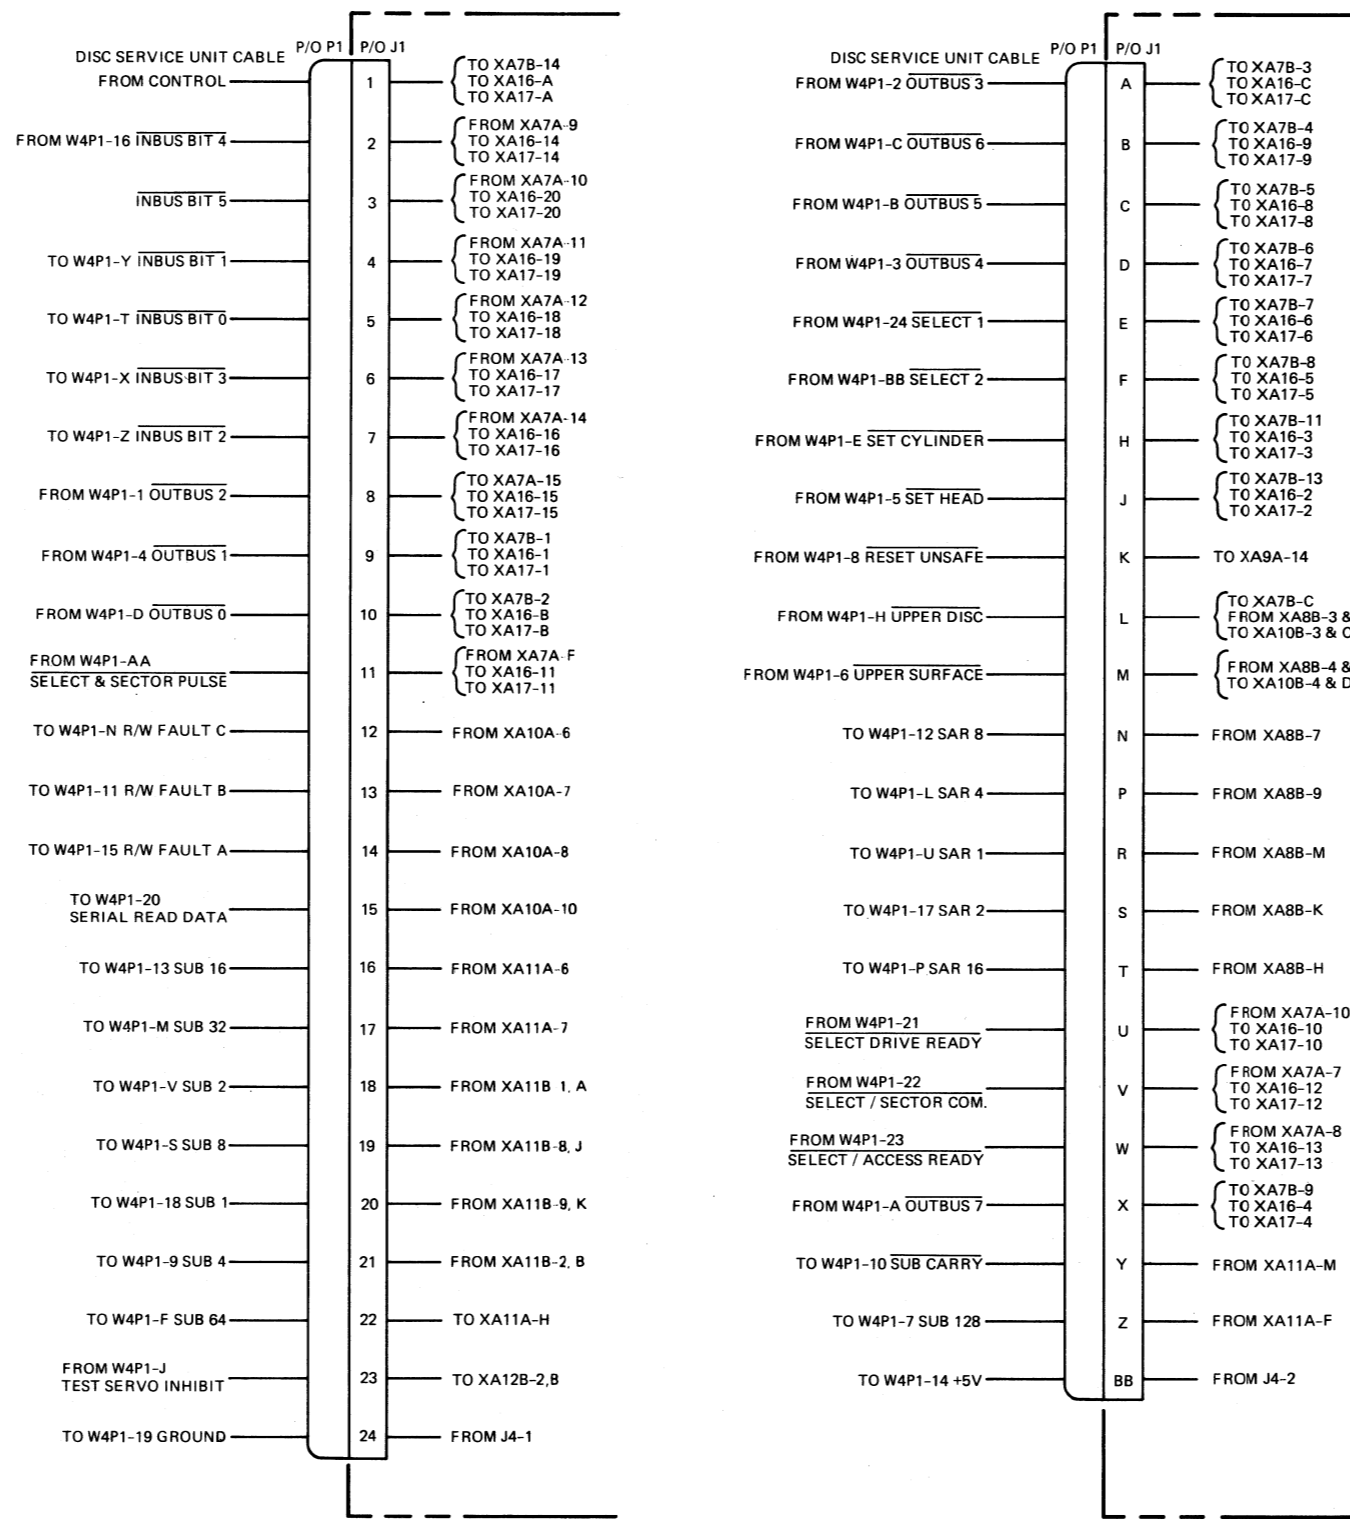 DISC SERVICE UNIT CABLE P/O P1 P/O J1
FROM CONTROL 1 TO XA7B-14
TO XA16-A
TO XA17-A
FROM W4P1-16 INBUS BIT 4 2 FROM XA7A-9
TO XA16-14
TO XA17-14
INBUS BIT 5 3 FROM XA7A-10
TO XA16-20
TO XA17-20
TO W4P1-Y INBUS BIT 1 4 FROM XA7A-11
TO XA16-19
TO XA17-19
TO W4P1-T INBUS BIT 0 5 FROM XA7A-12
TO XA16-18
TO XA17-18
TO W4P1-X INBUS BIT 3 6 FROM XA7A-13
TO XA16-17
TO XA17-17
TO W4P1-Z INBUS BIT 2 7 FROM XA7A-14
TO XA16-16
TO XA17-16
FROM W4P1-1 OUTBUS 2 8 TO XA7A-15
TO XA16-15
TO XA17-15
FROM W4P1-4 OUTBUS 1 9 TO XA7B-1
TO XA16-1
TO XA17-1
FROM W4P1-D OUTBUS 0 10 TO XA7B-2
TO XA16-B
TO XA17-B
FROM W4P1-AA
SELECT & SECTOR PULSE 11 FROM XA7A-F
TO XA16-11
TO XA17-11
TO W4P1-N R/W FAULT C 12 FROM XA10A-6
TO W4P1-11 R/W FAULT B 13 FROM XA10A-7
TO W4P1-15 R/W FAULT A 14 FROM XA10A-8
TO W4P1-20
SERIAL READ DATA 15 FROM XA10A-10
TO W4P1-13 SUB 16 16 FROM XA11A-6
TO W4P1-M SUB 32 17 FROM XA11A-7
TO W4P1-V SUB 2 18 FROM XA11B 1, A
TO W4P1-S SUB 8 19 FROM XA11B-8, J
TO W4P1-18 SUB 1 20 FROM XA11B-9, K
TO W4P1-9 SUB 4 21 FROM XA11B-2, B
TO W4P1-F SUB 64 22 TO XA11A-H
FROM W4P1-J
TEST SERVO INHIBIT 23 TO XA12B-2,B
TO W4P1-19 GROUND 24 FROM J4-1
DISC SERVICE UNIT CABLE P/O P1 P/O J1
FROM W4P1-2 OUTBUS 3 A TO XA7B-3
TO XA16-C
TO XA17-C
FROM W4P1-C OUTBUS 6 B TO XA7B-4
TO XA16-9
TO XA17-9
FROM W4P1-B OUTBUS 5 C TO XA7B-5
TO XA16-8
TO XA17-8
FROM W4P1-3 OUTBUS 4 D TO XA7B-6
TO XA16-7
TO XA17-7
FROM W4P1-24 SELECT 1 E TO XA7B-7
TO XA16-6
TO XA17-6
FROM W4P1-BB SELECT 2 F TO XA7B-8
TO XA16-5
TO XA17-5
FROM W4P1-E SET CYLINDER H TO XA7B-11
TO XA16-3
TO XA17-3
FROM W4P1-5 SET HEAD J TO XA7B-13
TO XA16-2
TO XA17-2
FROM W4P1-8 RESET UNSAFE K TO XA9A-14
FROM W4P1-H UPPER DISC L TO XA7B-C
FROM XA8B-3 &
TO XA10B-3 & C
FROM W4P1-6 UPPER SURFACE M FROM XA8B-4 &
TO XA10B-4 & D
TO W4P1-12 SAR 8 N FROM XA8B-7
TO W4P1-L SAR 4 P FROM XA8B-9
TO W4P1-U SAR 1 R FROM XA8B-M
TO W4P1-17 SAR 2 S FROM XA8B-K
TO W4P1-P SAR 16 T FROM XA8B-H
FROM W4P1-21
SELECT DRIVE READY U FROM XA7A-10
TO XA16-10
TO XA17-10
FROM W4P1-22
SELECT / SECTOR COM. V FROM XA7A-7
TO XA16-12
TO XA17-12
FROM W4P1-23
SELECT / ACCESS READY W FROM XA7A-8
TO XA16-13
TO XA17-13
FROM W4P1-A OUTBUS 7 X TO XA7B-9
TO XA16-4
TO XA17-4
TO W4P1-10 SUB CARRY Y FROM XA11A-M
TO W4P1-7 SUB 128 Z FROM XA11A-F
TO W4P1-14 +5V BB FROM J4-2